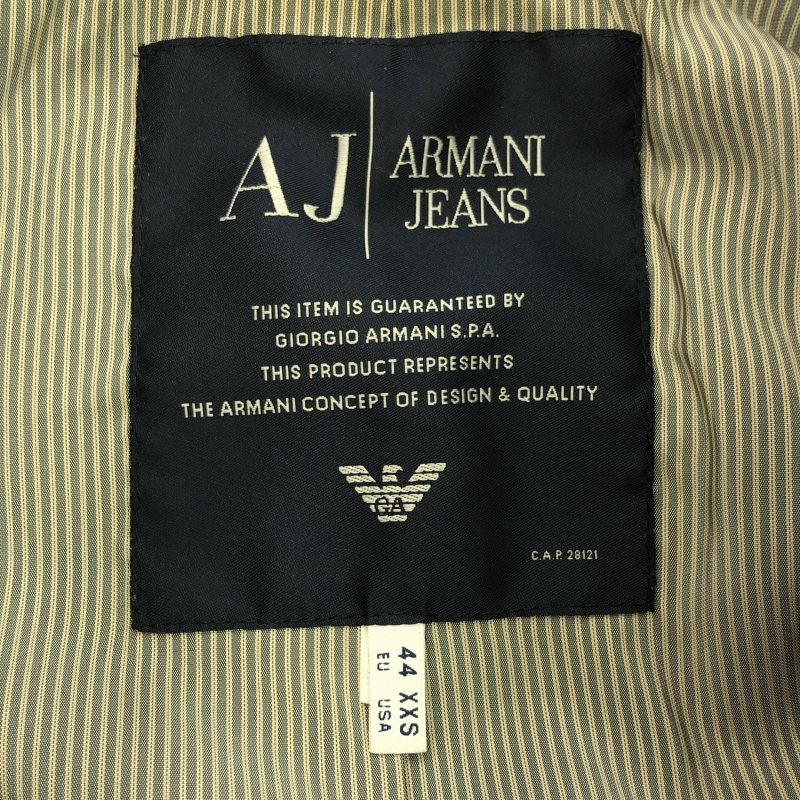 AJ
ARMANI
JEANS
THIS ITEM IS GUARANTEED BY
GIORGIO ARMANI S.P.A.
THIS PRODUCT REPRESENTS
THE ARMANI CONCEPT OF DESIGN & QUALITY
GA
C.A.P. 28121
44 XXS
EU USA